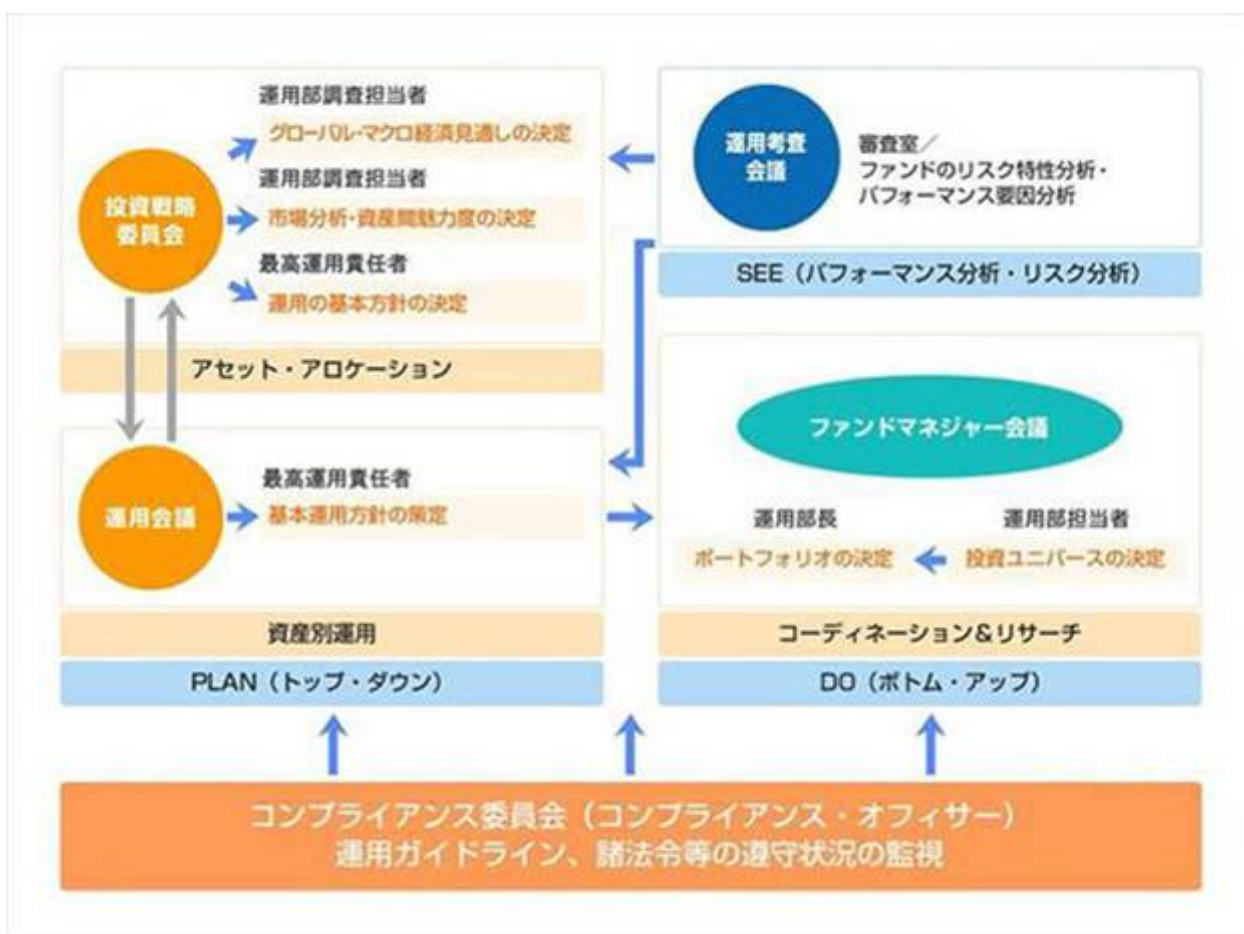 運用部調査担当者
グローバル・マクロ経済見通しの決定
投資戦略
委員会
運用部調査担当者
市場分析・資産間魅力度の決定
最高運用責任者
運用の基本方針の決定
アセット・アロケーション
運用会議
最高運用責任者
基本運用方針の策定
資産別運用
PLAN（トップ・ダウン）
運用考査
会議
審査室／
ファンドのリスク特性分析・
パフォーマンス要因分析
SEE（パフォーマンス分析・リスク分析）
ファンドマネジャー会議
運用部長
ポートフォリオの決定
運用部担当者
投資ユニバースの決定
コーディネーション&リサーチ
DO（ボトム・アップ）
コンプライアンス委員会（コンプライアンス・オフィサー）
運用ガイドライン、諸法令等の遵守状況の監視